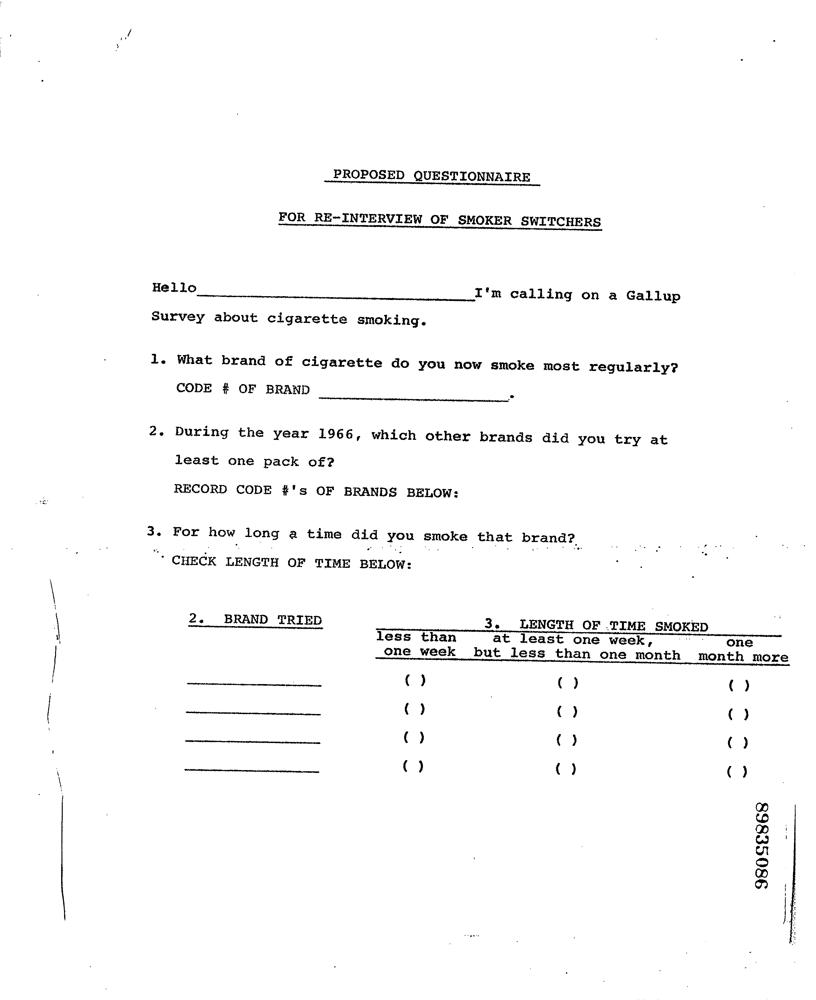 PROPOSED QUESTIONNAIRE
FOR RE-INTERVIEW OF SMOKER SWITCHERS
Hello____________________________I'm calling on a Gallup
Survey about cigarette smoking.
1. What brand of cigarette do you now smoke most regularly?
CODE # OF BRAND ___________________.
2. During the year 1966, which other brands did you try at
least one pack of?
RECORD CODE #'s OF BRANDS BELOW:
3. For how long a time did you smoke that brand?
CHECK LENGTH OF TIME BELOW:
2. BRAND TRIED 3. LENGTH OF TIME SMOKED
less than at least one week, one
one week but less than one month month more
______________ ( ) ( ) ( )
______________ ( ) ( ) ( )
______________ ( ) ( ) ( )
______________ ( ) ( ) ( )
89835086